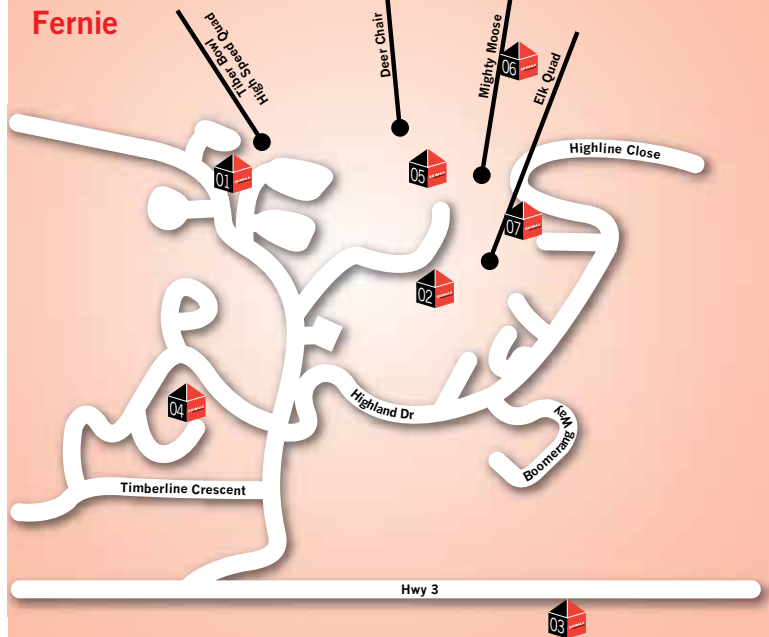 Fernie
Tiber Bowl
High Speed Quad
Deer Chair
Mighty Moose
06
Elk Quad
Highline Close
01
05
07
02
04
Highland Dr
Boomerang Way
Timberline Crescent
Hwy 3
03